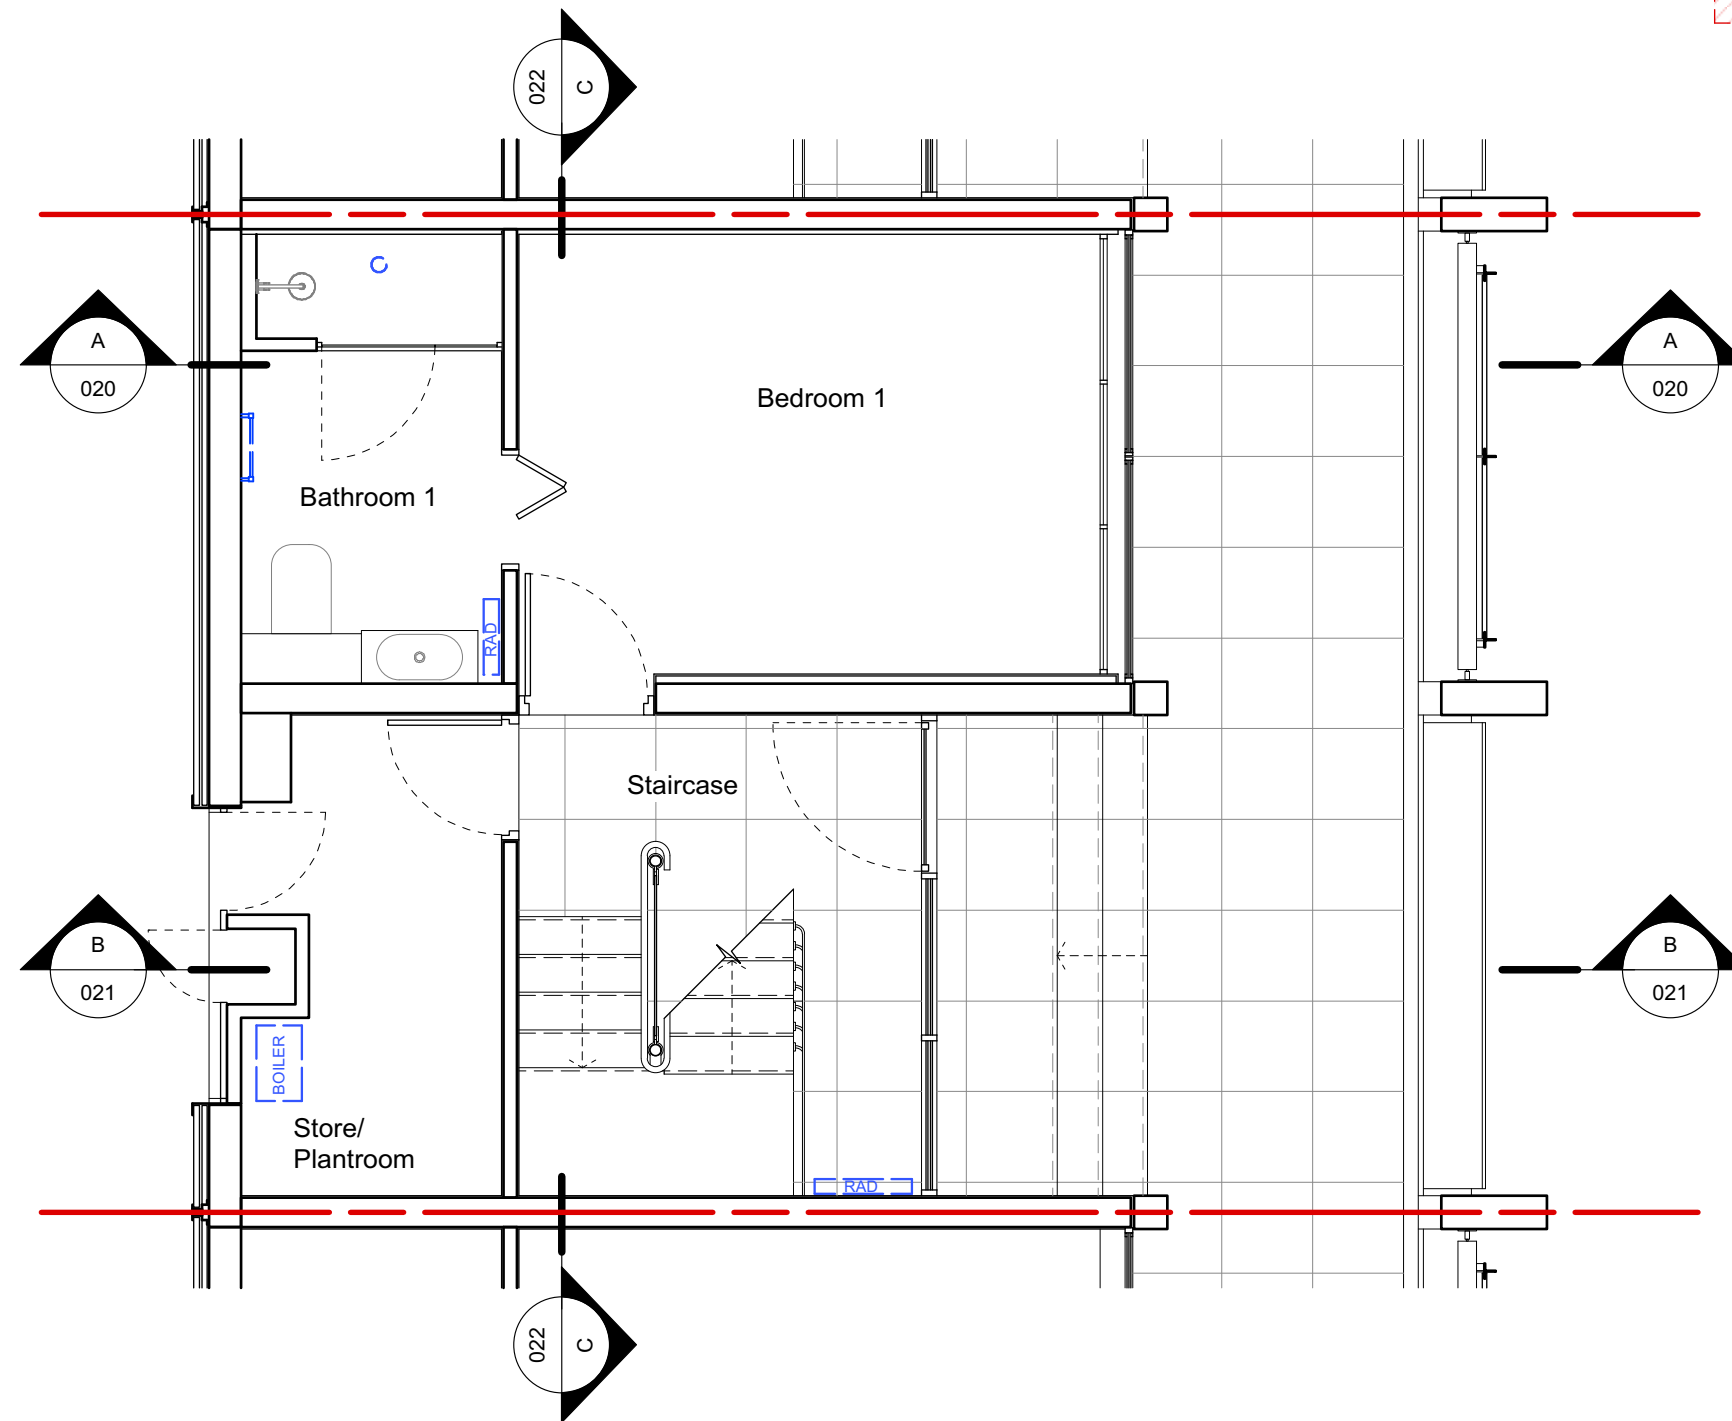 022
C
A
020
A
020
Bedroom 1
Bathroom 1
RAD
Staircase
B
021
B
021
BOILER
Store/
Plantroom
RAD
022
C